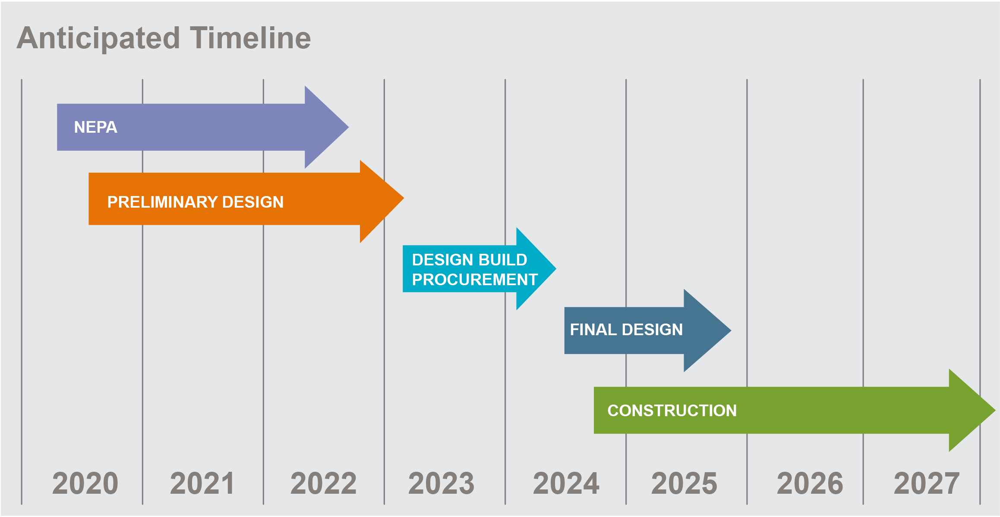 Anticipated Timeline
NEPA
PRELIMINARY DESIGN
DESIGN BUILD
PROCUREMENT
FINAL DESIGN
CONSTRUCTION
2020 2021 2022 2023 2024 2025 2026 2027